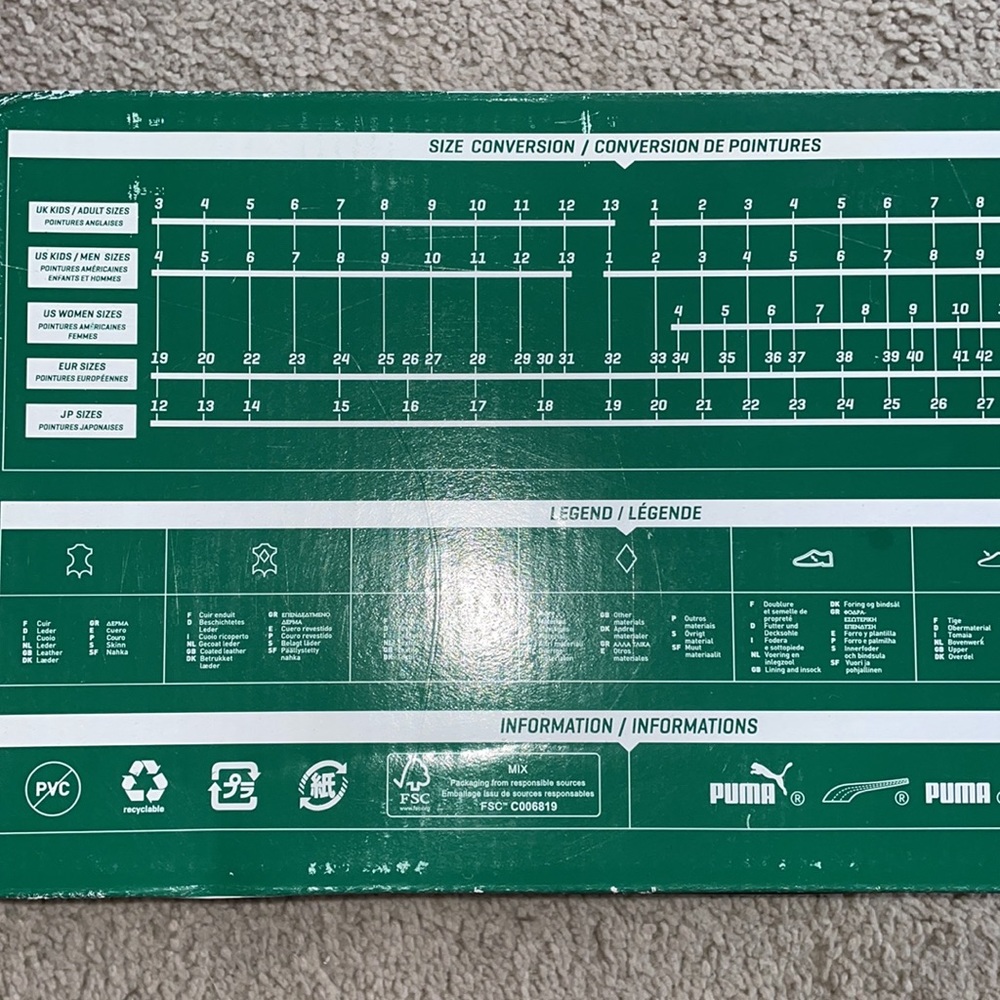 SIZE CONVERSION / CONVERSION DE POINTURES
UK KIDS / ADULT SIZES
POINTURES ANGLAISES
3 4 5 6 7 8 9 10 11 12 13 1 2 3 4 5 6 7 8
US KIDS / MEN SIZES
POINTURES AMÉRICAINES
ENFANTS ET HOMMES
4 5 6 7 8 9 10 11 12 13 1 2 3 4 5 6 7 8 9
US WOMEN SIZES
POINTURES AMÉRICAINES
FEMMES
4 5 6 7 8 9 10
EUR SIZES
POINTURES EUROPÉENNES
19 20 22 23 24 25 26 27 28 29 30 31 32 33 34 35 36 37 38 39 40 41 42
JP SIZES
POINTURES JAPONAISES
12 13 14 15 16 17 18 19 20 21 22 23 24 25 26 27
LEGEND / LÉGENDE
F Cuir
D Leder
I Cuoio
NL Leder
GB Leather
DK Læder
GR ΔΕΡΜΑ
E Cuero
P Couro
S Skinn
SF Nahka
F Cuir enduit
D Beschichtetes
Leder
I Cuoio ricoperto
NL Gecoat leder
GB Coated leather
DK Betrukket
læder
GR ΕΠΕΝΔΕΔΥΜΕΝΟ
ΔΕΡΜΑ
E Cuero revestido
P Couro revestido
S Belagt läder
SF Päällystetty
nahka
GB Other
materials
DK Andre
materialer
GR ΑΛΛΑ ΥΛΙΚΑ
E Otros
materiales
P Outros
materiais
S Övrigt
material
SF Muut
materiaalit
F Doublure
et semelle de
propreté
D Futter und
Decksohle
I Fodera
e sottopiede
NL Voering en
inlegzool
GB Lining and insock
DK Foring og bindsål
GR ΦΟΔΡΑ-
ΕΣΩΤΕΡΙΚΗ
ΕΠΕΝΔΥΣΗ
E Forro y plantilla
P Forro e palmilha
S Innerfoder
och bindsula
SF Vuori ja
pohjallinen
F Tige
D Obermaterial
I Tomaia
NL Bovenwerk
GB Upper
DK Overdel
INFORMATION / INFORMATIONS
PVC
recyclable
プラ
紙
FSC
www.fsc.org
MIX
Packaging from responsible sources
Emballage issu de sources responsables
FSC™ C006819
PUMA ®
®
PUMA